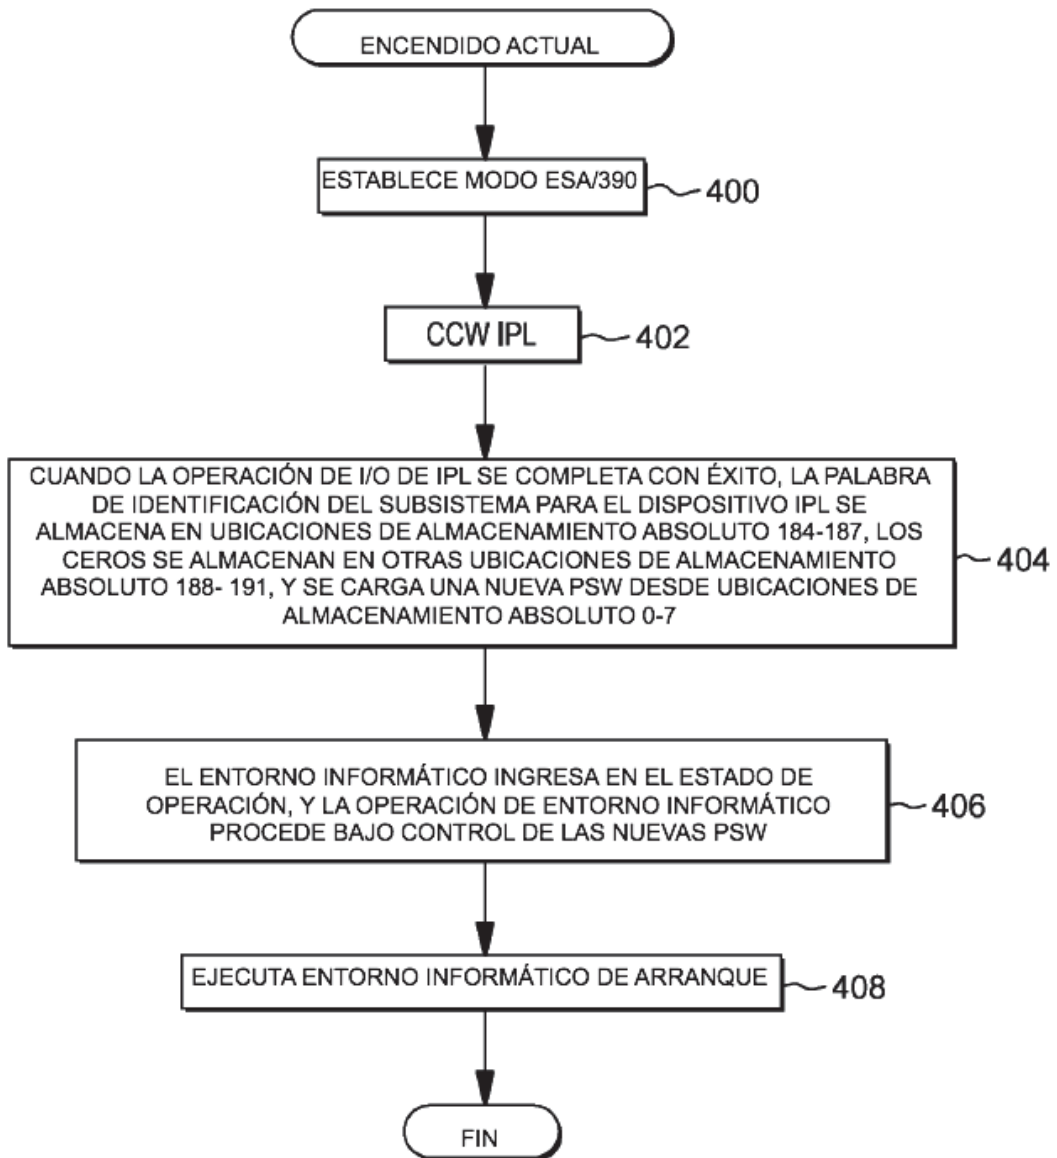 ENCENDIDO ACTUAL
ESTABLECE MODO ESA/390
400
CCW IPL
402
CUANDO LA OPERACIÓN DE I/O DE IPL SE COMPLETA CON ÉXITO, LA PALABRA
DE IDENTIFICACIÓN DEL SUBSISTEMA PARA EL DISPOSITIVO IPL SE
ALMACENA EN UBICACIONES DE ALMACENAMIENTO ABSOLUTO 184-187, LOS
CEROS SE ALMACENAN EN OTRAS UBICACIONES DE ALMACENAMIENTO
ABSOLUTO 188- 191, Y SE CARGA UNA NUEVA PSW DESDE UBICACIONES DE
ALMACENAMIENTO ABSOLUTO 0-7
404
EL ENTORNO INFORMÁTICO INGRESA EN EL ESTADO DE
OPERACIÓN, Y LA OPERACIÓN DE ENTORNO INFORMÁTICO
PROCEDE BAJO CONTROL DE LAS NUEVAS PSW
406
EJECUTA ENTORNO INFORMÁTICO DE ARRANQUE
408
FIN